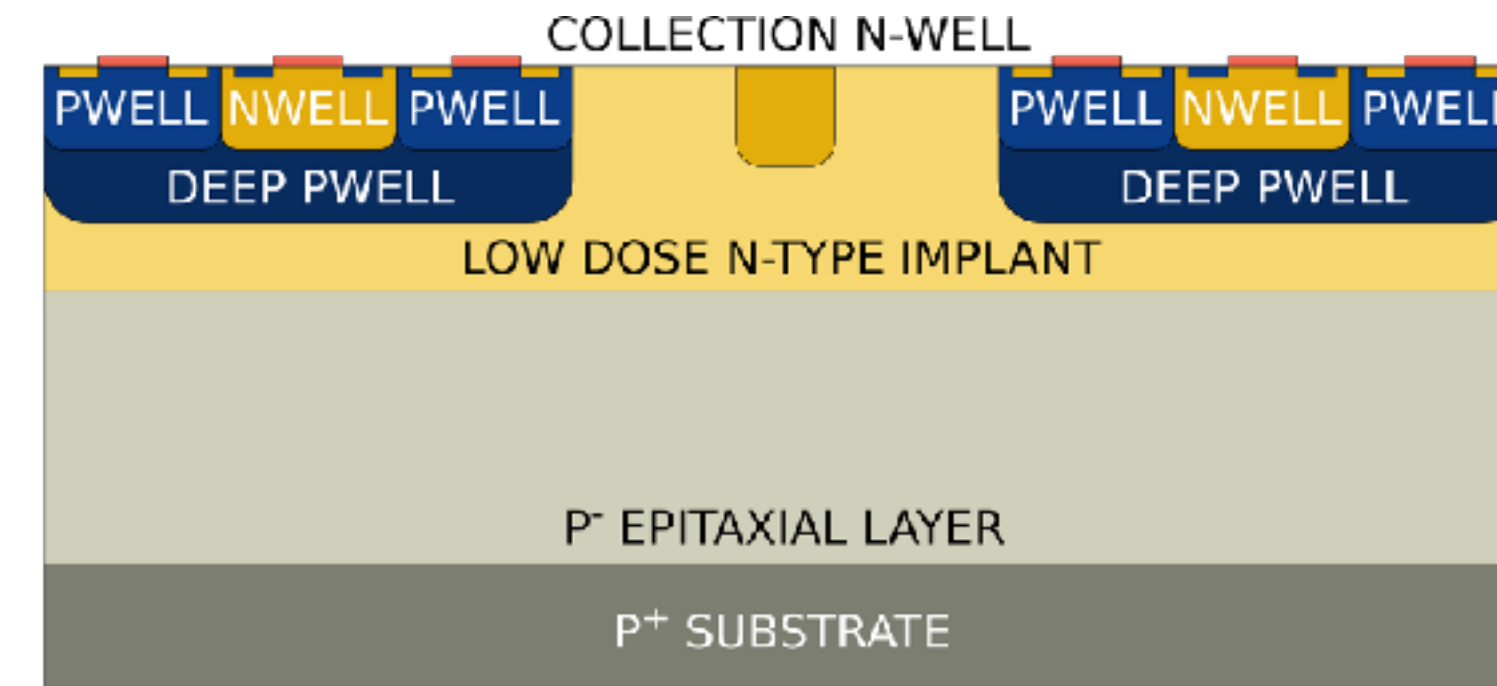 COLLECTION N-WELL
PWELL NWELL PWELL PWELL NWELL PWELL
DEEP PWELL DEEP PWELL
LOW DOSE N-TYPE IMPLANT
P- EPITAXIAL LAYER
P+ SUBSTRATE